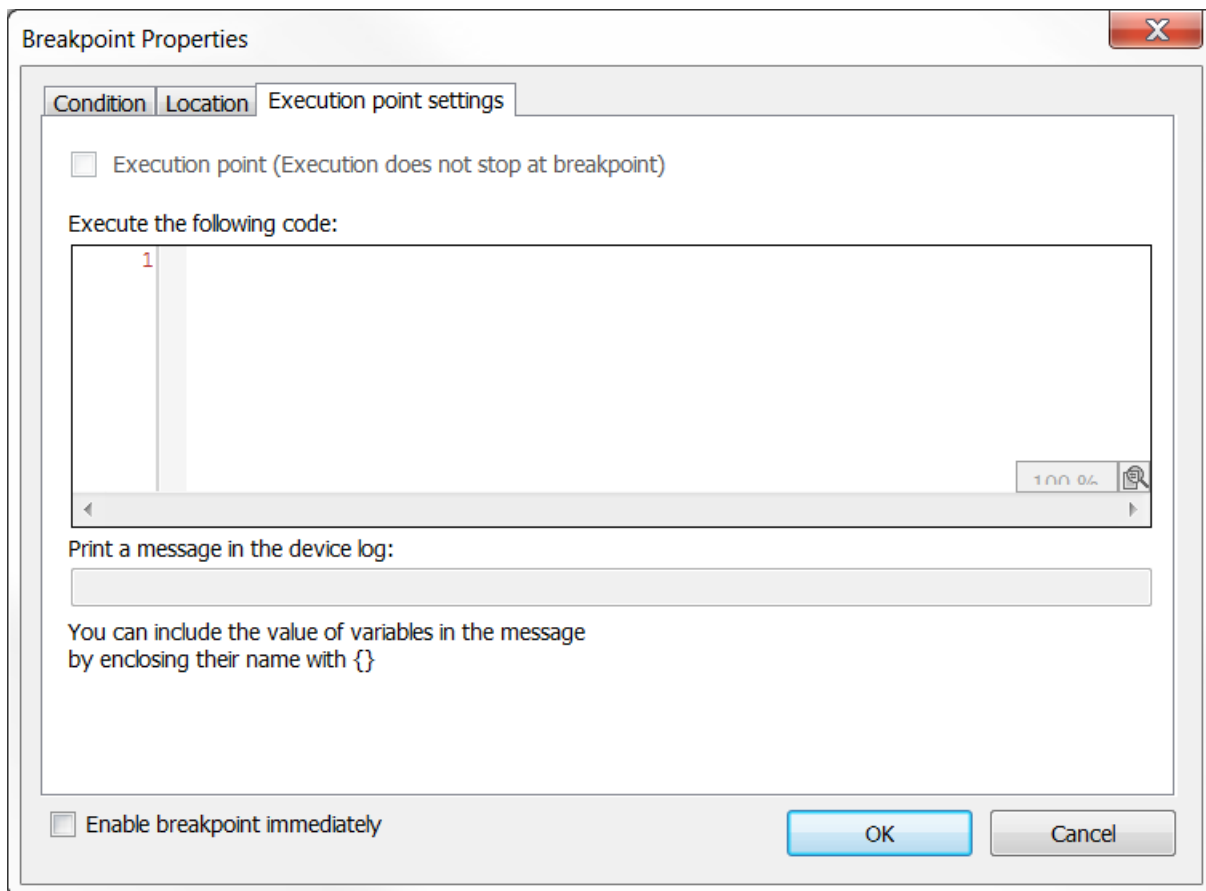 Breakpoint Properties
Condition Location Execution point settings
Execution point (Execution does not stop at breakpoint)
Execute the following code:
1
100 %
Print a message in the device log:
You can include the value of variables in the message
by enclosing their name with {}
Enable breakpoint immediately
OK Cancel